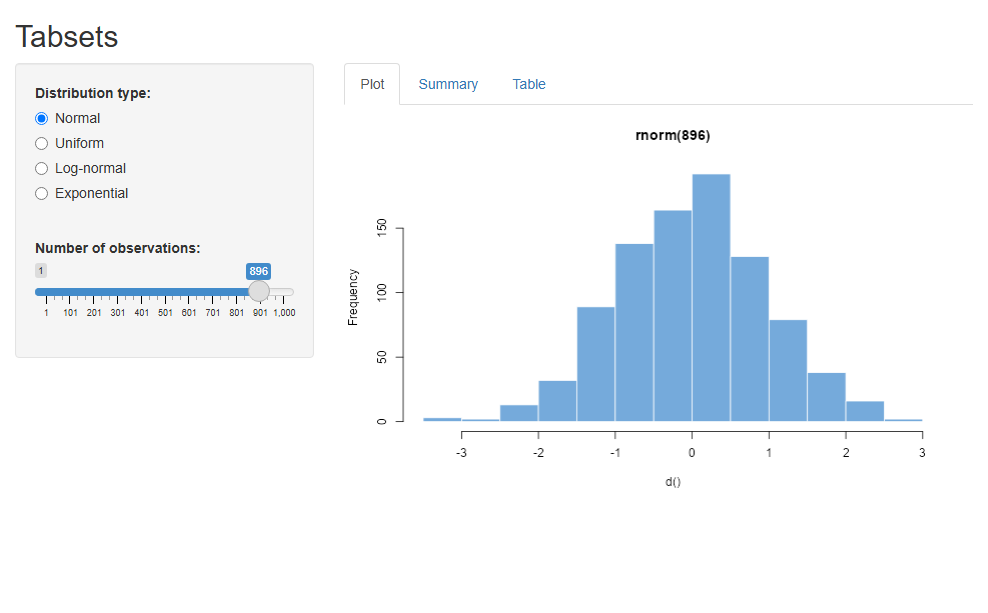 Tabsets
Distribution type:
Normal
Uniform
Log-normal
Exponential
Number of observations:
1 896
1 101 201 301 401 501 601 701 801 901 1,000
Plot Summary Table
rnorm(896)
Frequency
0 50 100 150
-3 -2 -1 0 1 2 3
d()